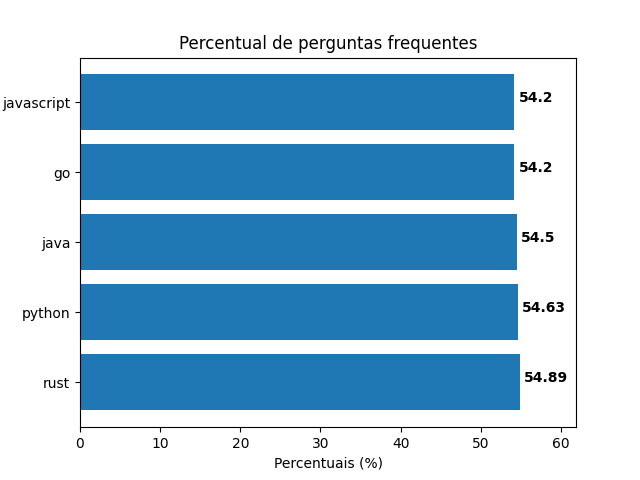 Percentual de perguntas frequentes
javascript 54.2
go 54.2
java 54.5
python 54.63
rust 54.89
0 10 20 30 40 50 60
Percentuais (%)